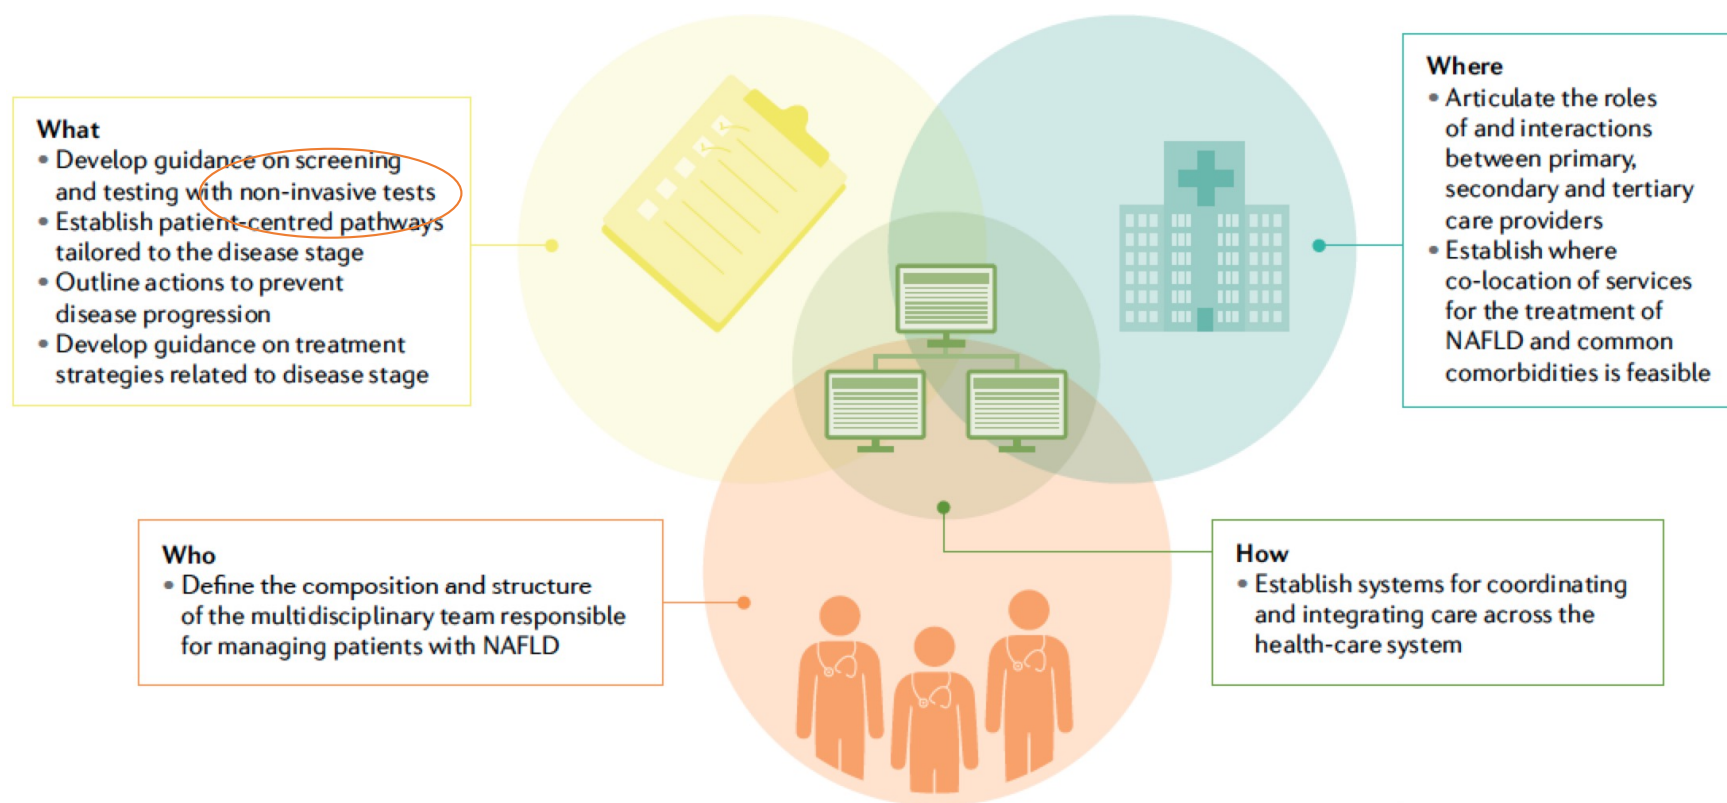 What
• Develop guidance on screening
and testing with non-invasive tests
• Establish patient-centred pathways
tailored to the disease stage
• Outline actions to prevent
disease progression
• Develop guidance on treatment
strategies related to disease stage
Where
• Articulate the roles
of and interactions
between primary,
secondary and tertiary
care providers
• Establish where
co-location of services
for the treatment of
NAFLD and common
comorbidities is feasible
Who
• Define the composition and structure
of the multidisciplinary team responsible
for managing patients with NAFLD
How
• Establish systems for coordinating
and integrating care across the
health-care system